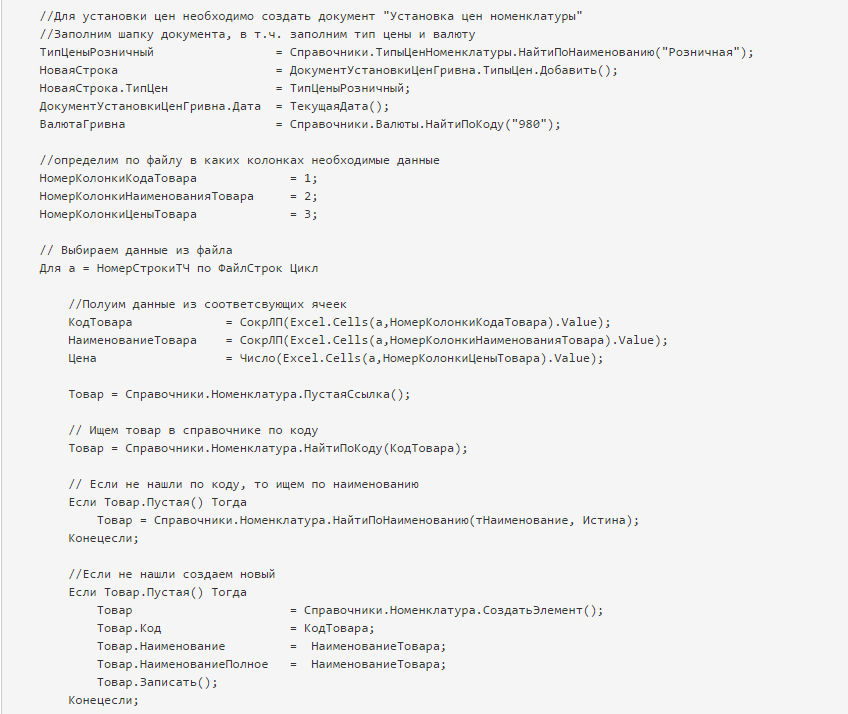 //Для установки цен необходимо создать документ "Установка цен номенклатуры"
//Заполним шапку документа, в т.ч. заполним тип цены и валюту
ТипЦеныРозничный = Справочники.ТипыЦенНоменклатуры.НайтиПоНаименованию("Розничная");
НоваяСтрока = ДокументУстановкиЦенГривна.ТипыЦен.Добавить();
НоваяСтрока.ТипЦен = ТипЦеныРозничный;
ДокументУстановкиЦенГривна.Дата = ТекущаяДата();
ВалютаГривна = Справочники.Валюты.НайтиПоКоду("980");
//определим по файлу в каких колонках необходимые данные
НомерКолонкиКодаТовара = 1;
НомерКолонкиНаименованияТовара = 2;
НомерКолонкиЦеныТовара = 3;
// Выбираем данные из файла
Для а = НомерСтрокиТЧ по ФайлСтрок Цикл
//Полуим данные из соответсвующих ячеек
КодТовара = СокрЛП(Excel.Cells(а,НомерКолонкиКодаТовара).Value);
НаименованиеТовара = СокрЛП(Excel.Cells(а,НомерКолонкиНаименованияТовара).Value);
Цена = Число(Excel.Cells(а,НомерКолонкиЦеныТовара).Value);
Товар = Справочники.Номенклатура.ПустаяСсылка();
// Ищем товар в справочнике по коду
Товар = Справочники.Номенклатура.НайтиПоКоду(КодТовара);
// Если не нашли по коду, то ищем по наименованию
Если Товар.Пустая() Тогда
Товар = Справочники.Номенклатура.НайтиПоНаименованию(тНаименование, Истина);
Конецесли;
//Если не нашли создаем новый
Если Товар.Пустая() Тогда
Товар = Справочники.Номенклатура.СоздатьЭлемент();
Товар.Код = КодТовара;
Товар.Наименование = НаименованиеТовара;
Товар.НаименованиеПолное = НаименованиеТовара;
Товар.Записать();
Конецесли;